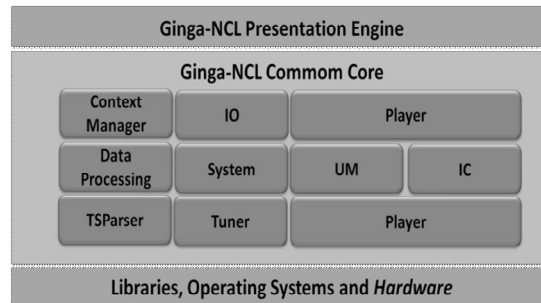 Ginga-NCL Presentation Engine
Ginga-NCL Commom Core
Context Manager
IO
Player
Data Processing
System
UM
IC
TSParser
Tuner
Player
Libraries, Operating Systems and Hardware